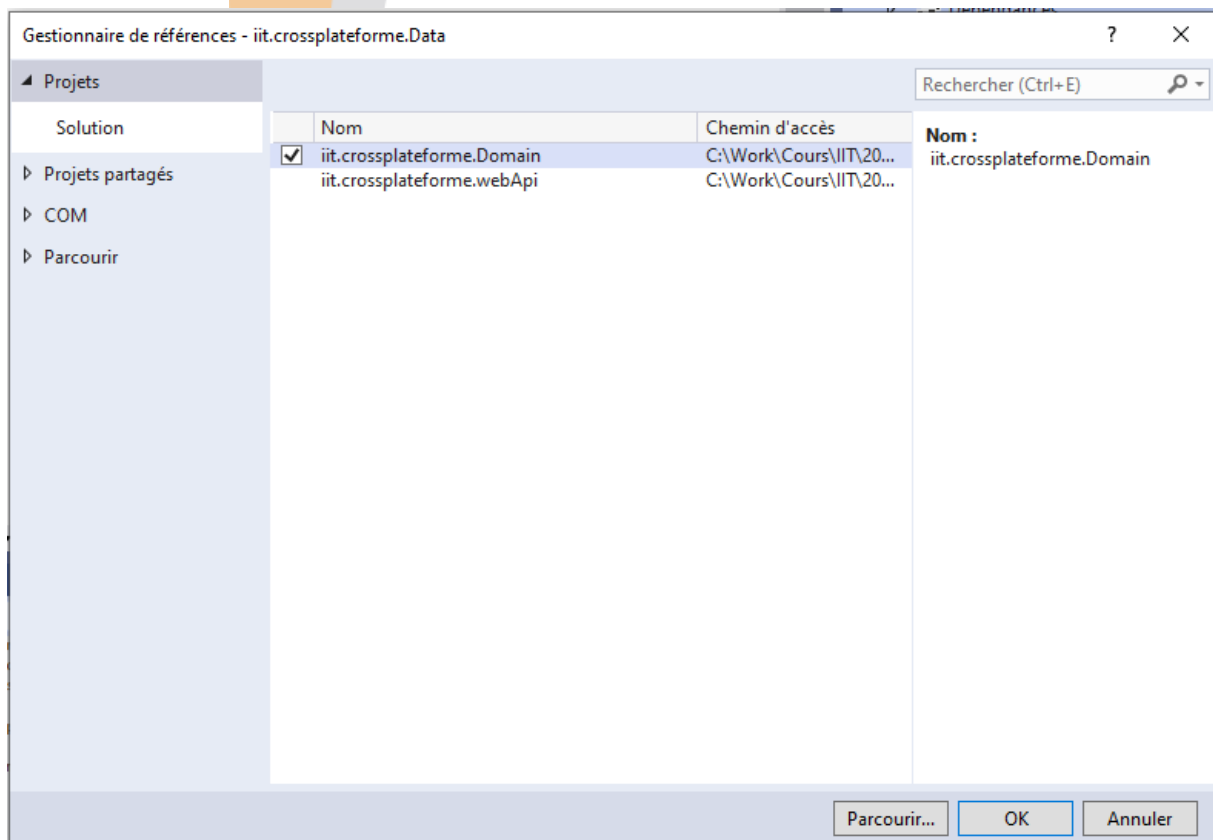 Gestionnaire de références - iit.crossplateforme.Data
?
Projets
Rechercher (Ctrl+E)
Solution
Nom
Chemin d'accès
Nom :
iit.crossplateforme.Domain
C:\Work\Cours\IIT\20...
iit.crossplateforme.Domain
Projets partagés
iit.crossplateforme.webApi
C:\Work\Cours\IIT\20...
COM
Parcourir
Parcourir...
OK
Annuler